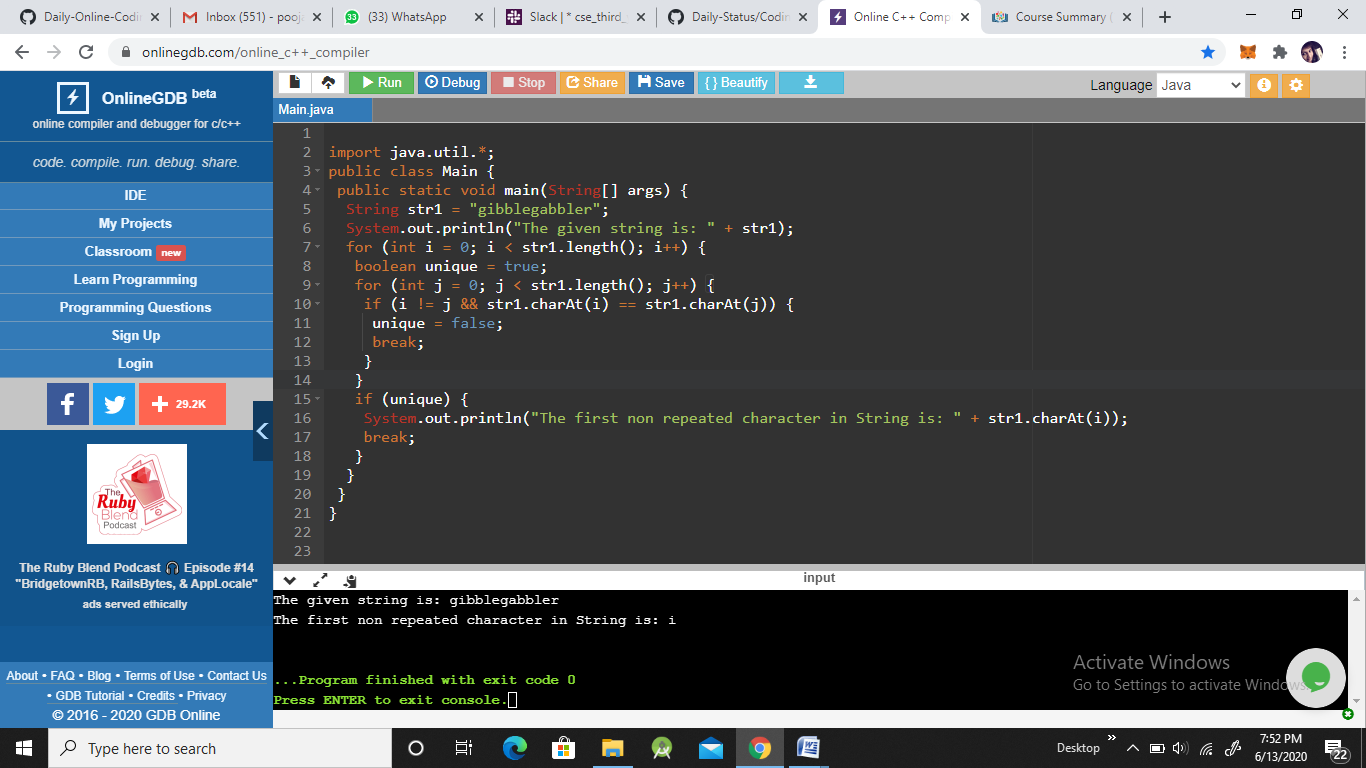 Daily-Online-Codin
Inbox (551) - pooja
(33) WhatsApp
Slack | * cse_third_
Daily-Status/Codin
Online C++ Comp
Course Summary (
onlinegdb.com/online_c++_compiler
OnlineGDB beta
online compiler and debugger for c/c++
code. compile. run. debug. share.
IDE
My Projects
Classroom new
Learn Programming
Programming Questions
Sign Up
Login
f + 29.2K
The Ruby Blend Podcast
The Ruby Blend Podcast 🎧 Episode #14
"BridgetownRB, RailsBytes, & AppLocale"
ads served ethically
About • FAQ • Blog • Terms of Use • Contact Us
• GDB Tutorial • Credits • Privacy
© 2016 - 2020 GDB Online
Run Debug Stop Share Save { } Beautify Language Java
Main.java
1
2 import java.util.*;
3 public class Main {
4 public static void main(String[] args) {
5 String str1 = "gibblegabbler";
6 System.out.println("The given string is: " + str1);
7 for (int i = 0; i < str1.length(); i++) {
8 boolean unique = true;
9 for (int j = 0; j < str1.length(); j++) {
10 if (i != j && str1.charAt(i) == str1.charAt(j)) {
11 unique = false;
12 break;
13 }
14 }
15 if (unique) {
16 System.out.println("The first non repeated character in String is: " + str1.charAt(i));
17 break;
18 }
19 }
20 }
21 }
22
23
input
The given string is: gibblegabbler
The first non repeated character in String is: i
...Program finished with exit code 0
Press ENTER to exit console.
Activate Windows
Go to Settings to activate Windows.
Type here to search
Desktop
7:52 PM
6/13/2020
22